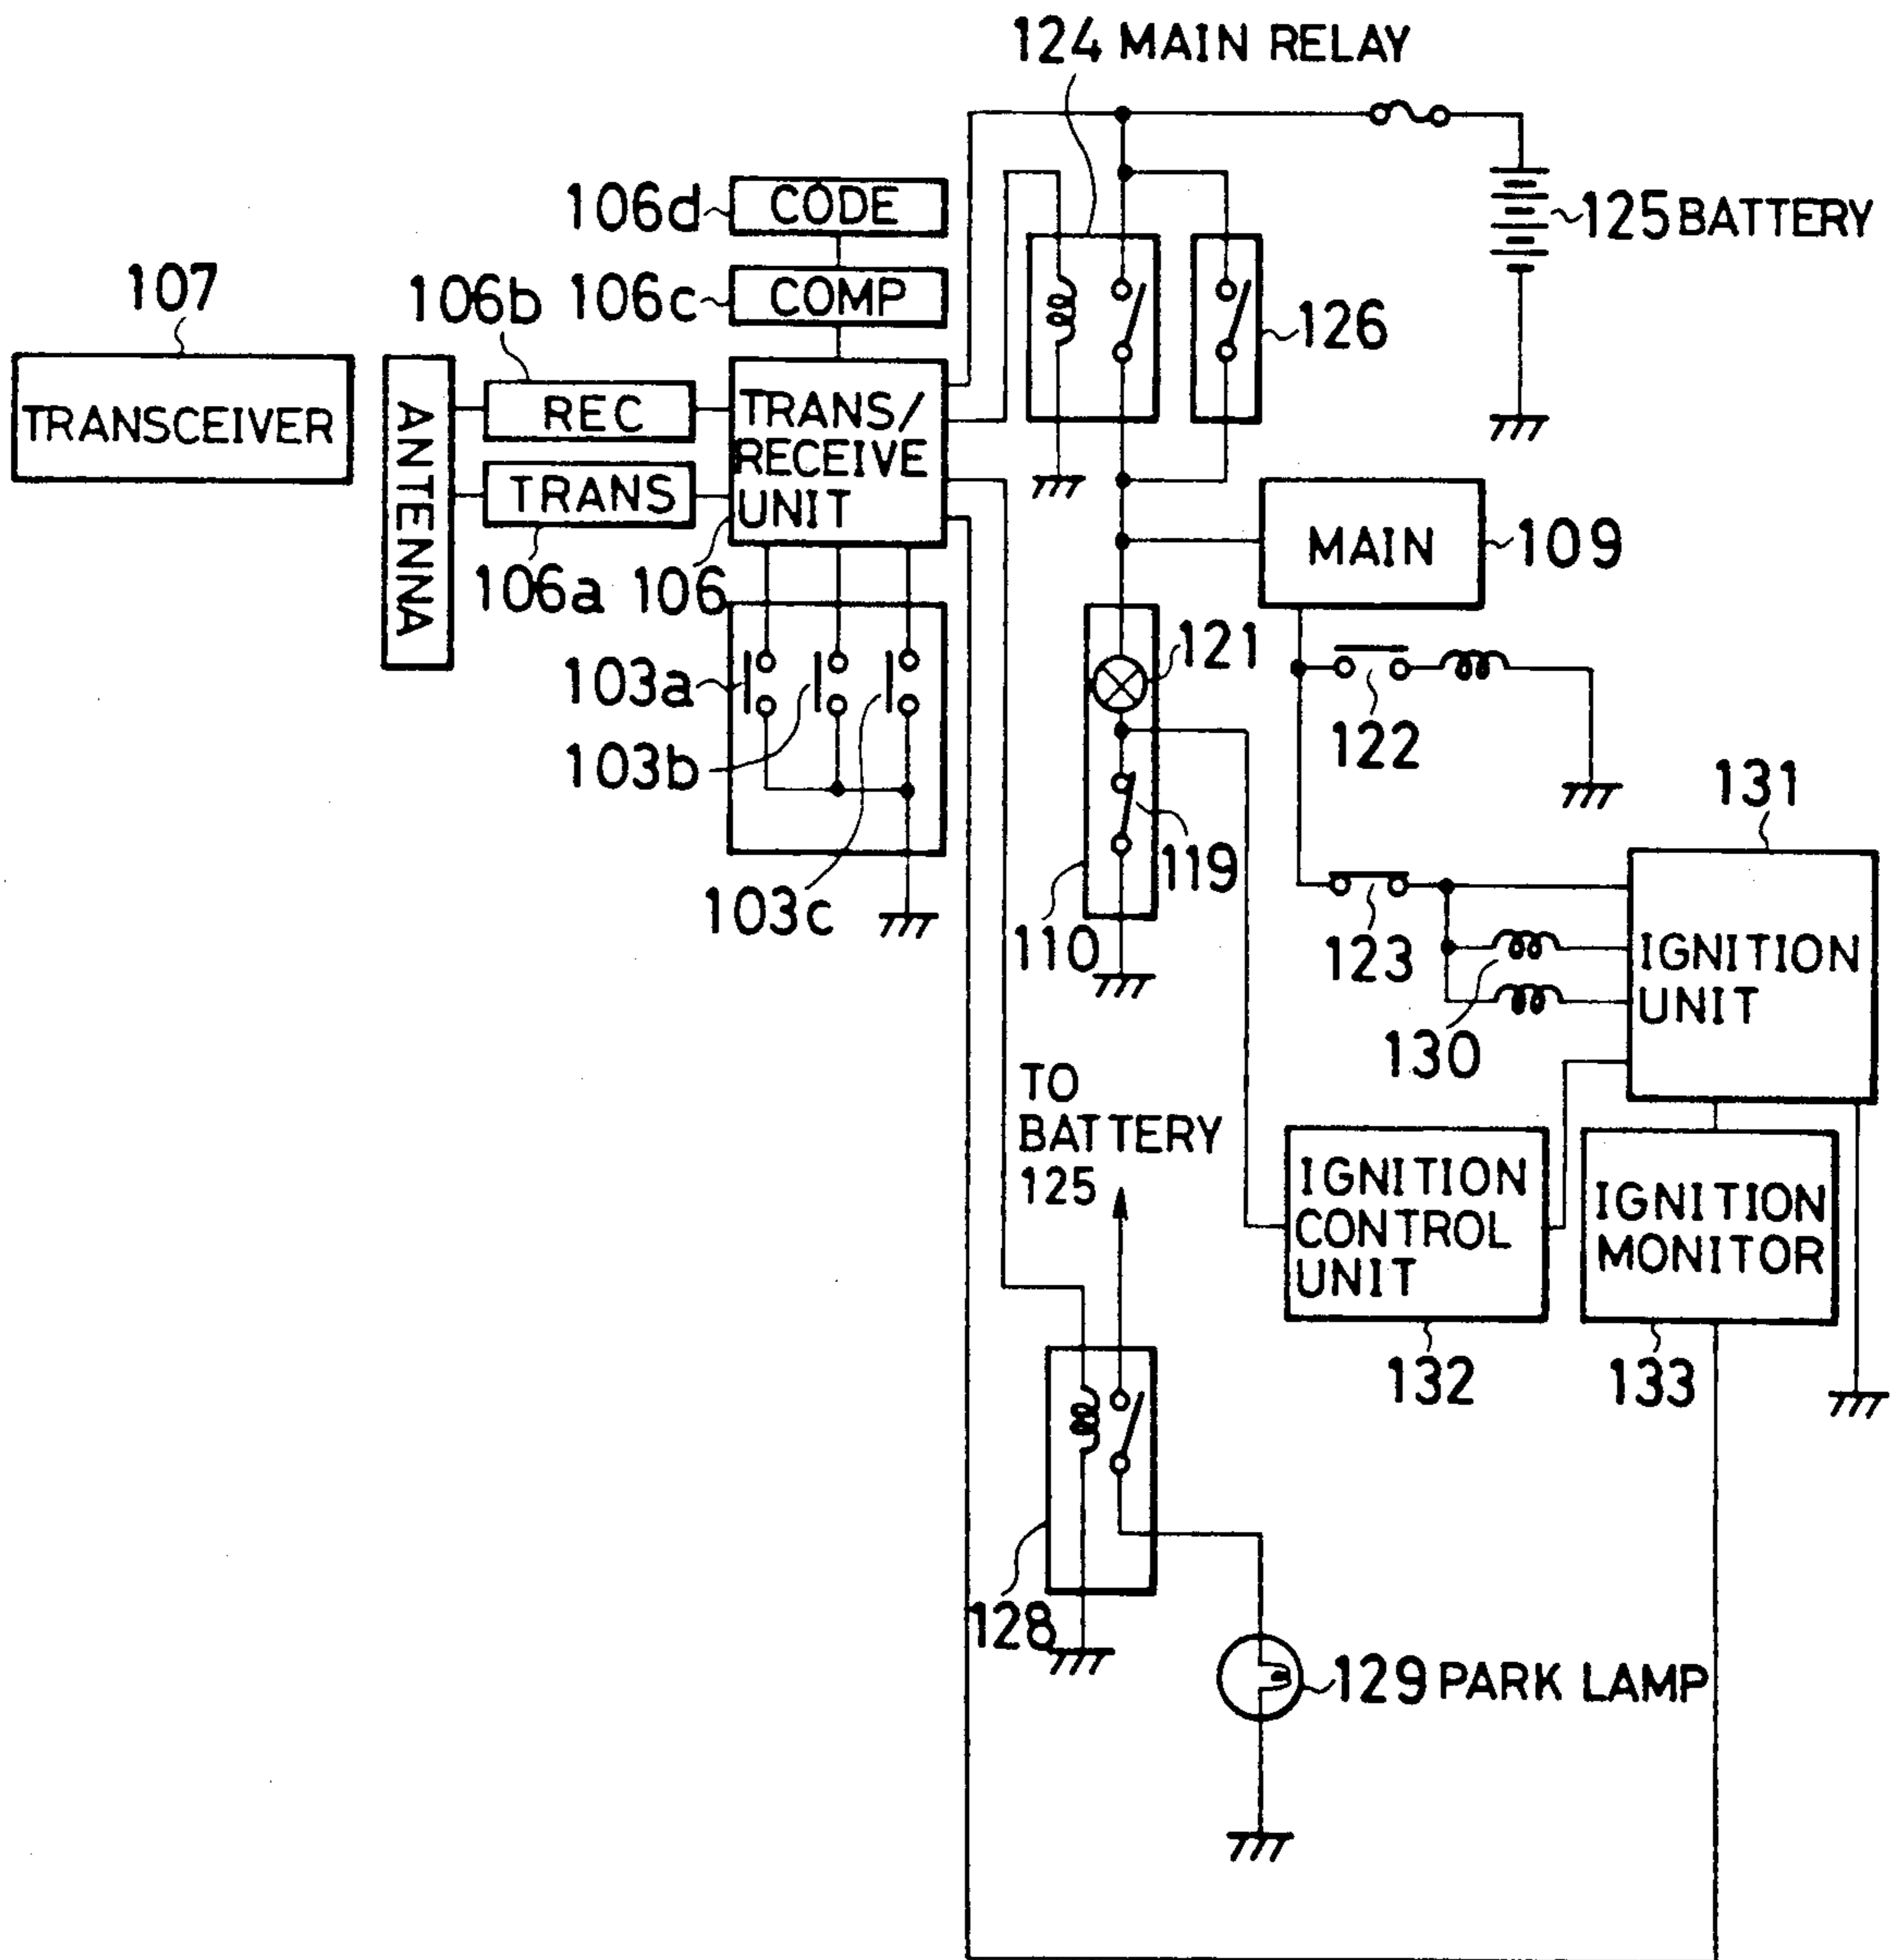 124 MAIN RELAY
106d
CODE
125 BATTERY
107
106b
106c
COMP
126
TRANSCEIVER
ANTENNA
REC
TRANS
TRANS/
RECEIVE
UNIT
MAIN
109
106a
106
121
103a
122
103b
131
119
103c
110
123
IGNITION
UNIT
130
TO
BATTERY
125
IGNITION
CONTROL
UNIT
IGNITION
MONITOR
132
133
128
129 PARK LAMP